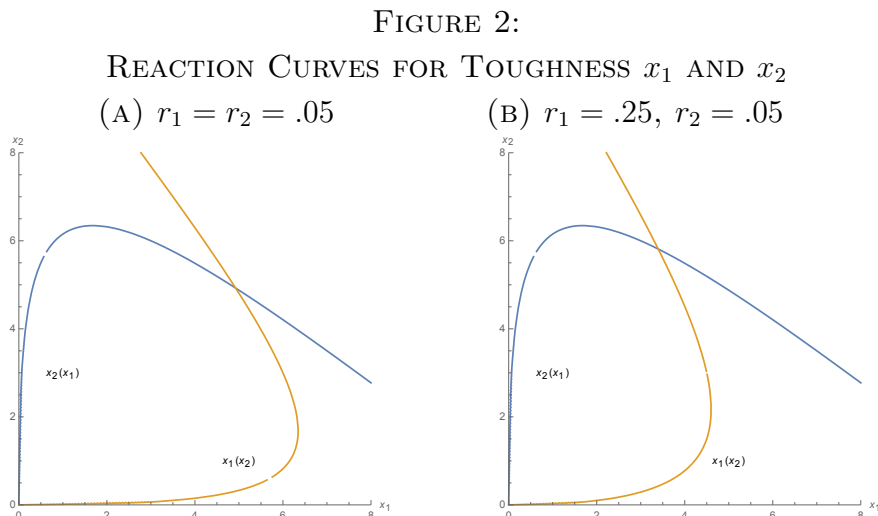 FIGURE 2:
REACTION CURVES FOR TOUGHNESS x₁ AND x₂
(A) r₁ = r₂ = .05
(B) r₁ = .25, r₂ = .05
x₂
8
6
4
2
0
0
2
4
6
8
x₁
x₂(x₁)
x₁(x₂)
x₂
8
6
4
2
0
0
2
4
6
8
x₁
x₂(x₁)
x₁(x₂)